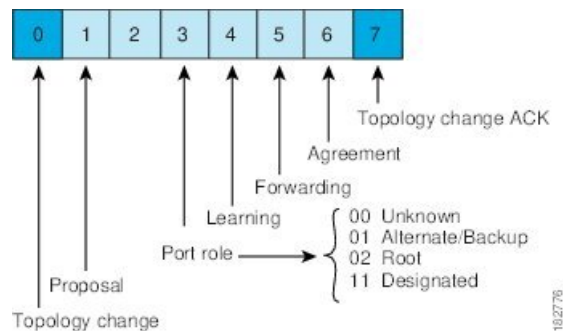 0 1 2 3 4 5 6 7
Topology change ACK
Agreement
Forwarding
Learning
Port role
00 Unknown
01 Alternate/Backup
02 Root
11 Designated
Proposal
Topology change
182776